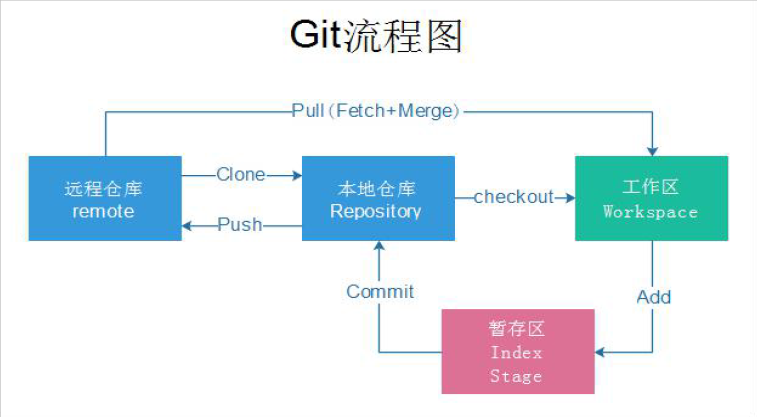 Git流程图
Pull(Fetch+Merge)
远程仓库
remote
Clone
Push
本地仓库
Repository
checkout
工作区
Workspace
Commit
Add
暂存区
Index
Stage